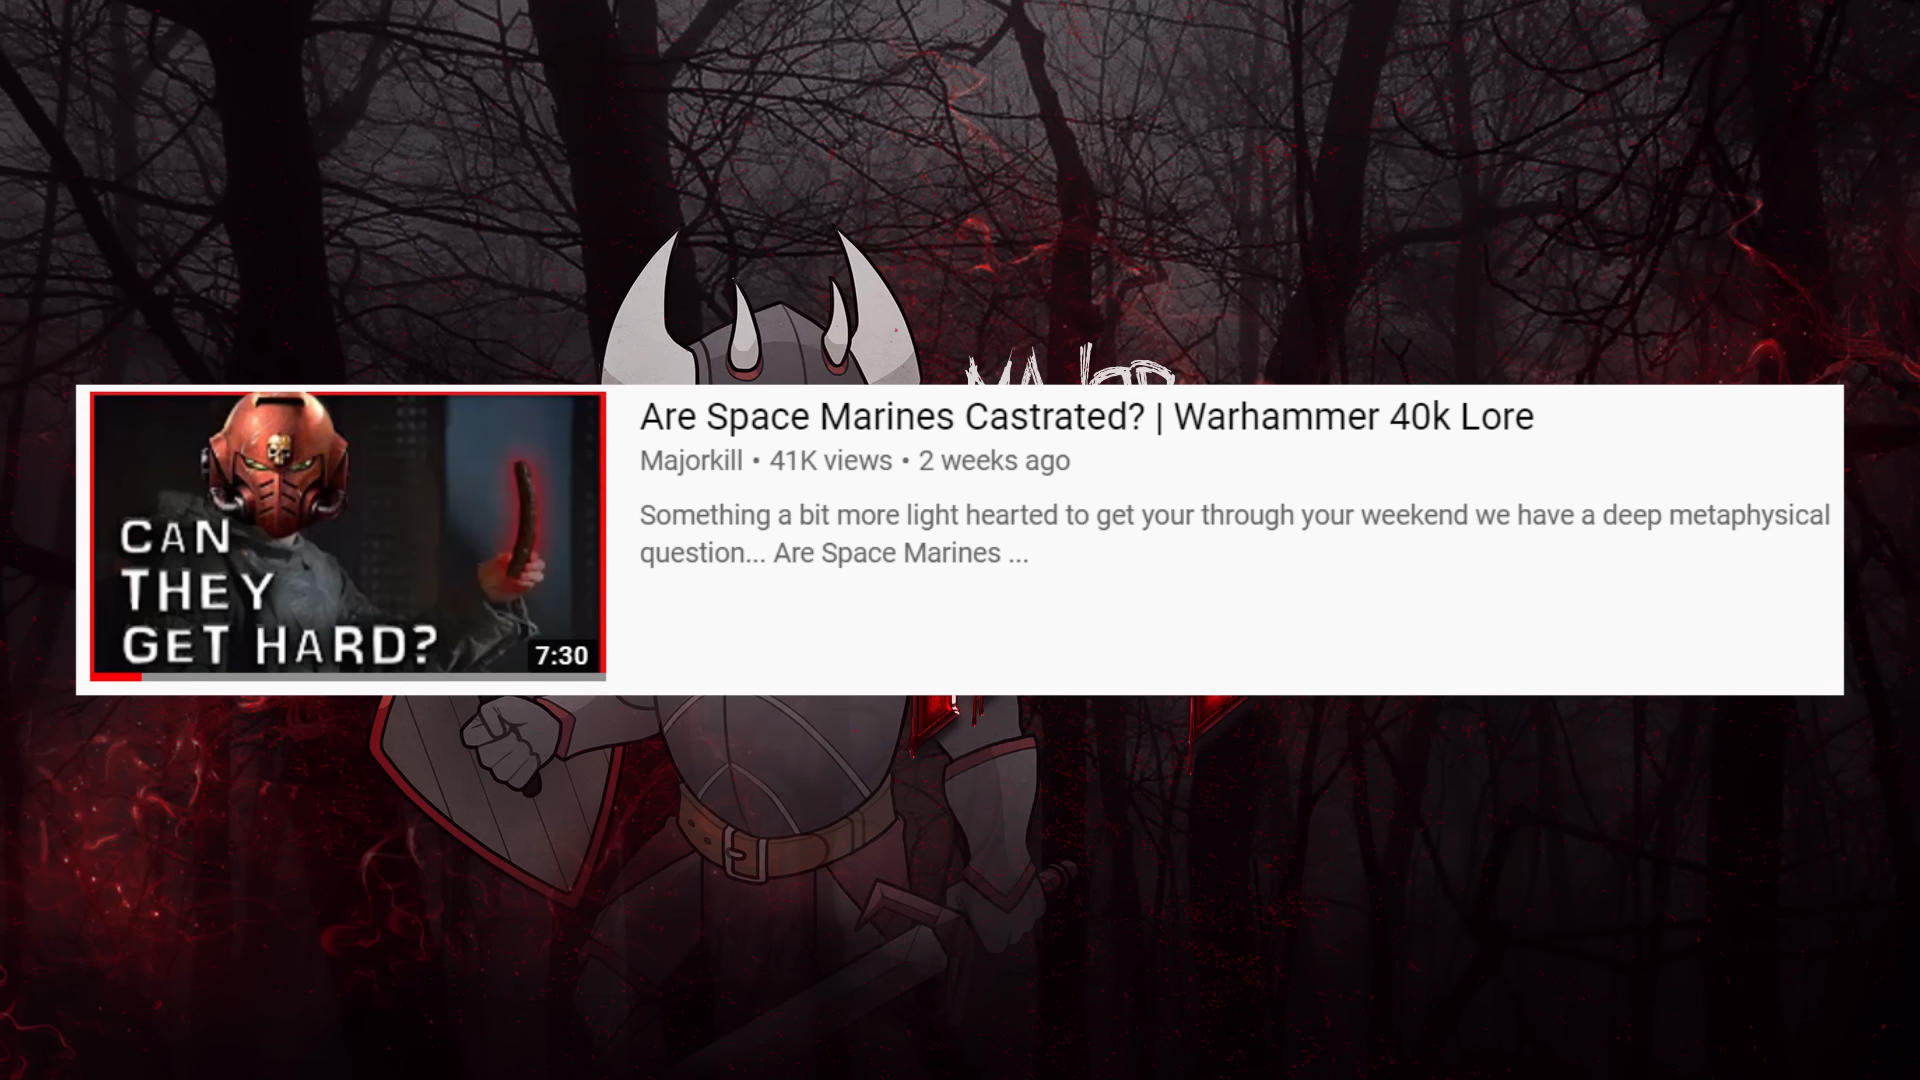 MAJOR
Are Space Marines Castrated? | Warhammer 40k Lore
Majorkill • 41K views • 2 weeks ago
Something a bit more light hearted to get your through your weekend we have a deep metaphysical
question... Are Space Marines ...
CAN
THEY
GET HARD?
7:30